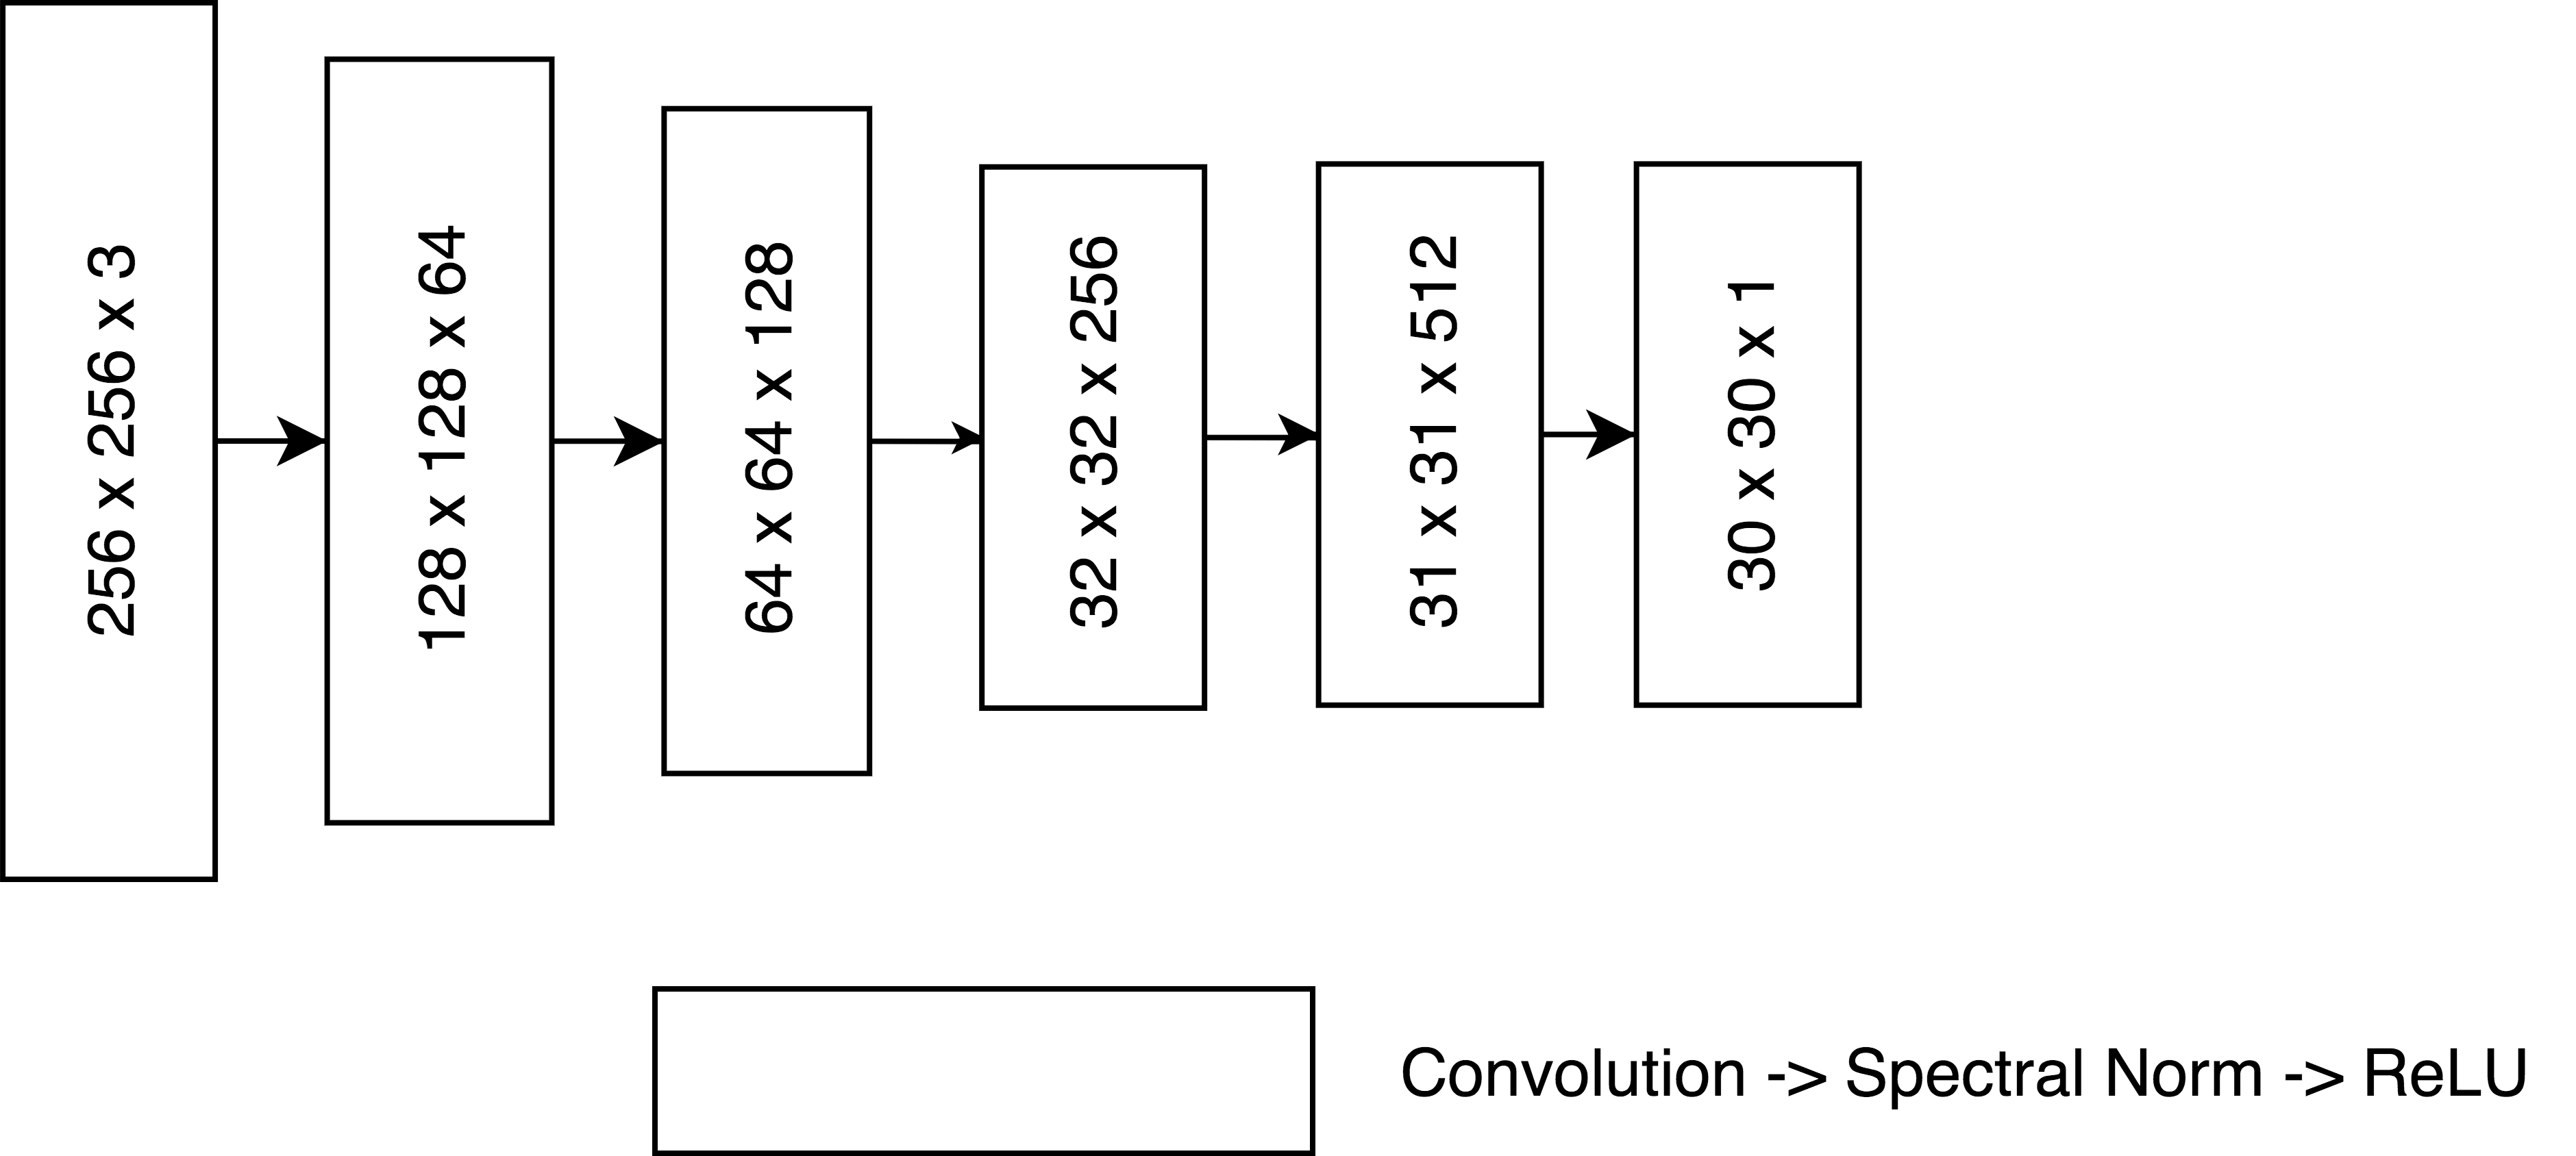 256 x 256 x 3
128 x 128 x 64
64 x 64 x 128
32 x 32 x 256
31 x 31 x 512
30 x 30 x 1
Convolution -> Spectral Norm -> ReLU